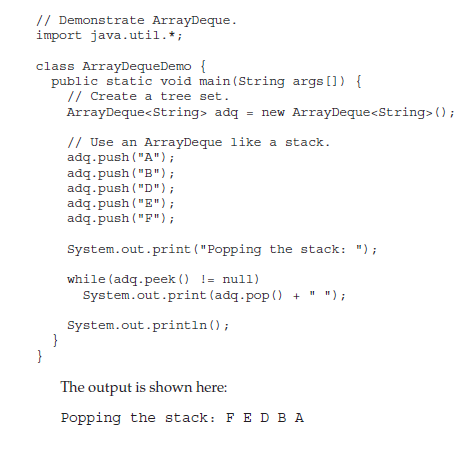 // Demonstrate ArrayDeque.
import java.util.*;
class ArrayDequeDemo {
public static void main(String args[]) {
// Create a tree set.
ArrayDeque<String> adq = new ArrayDeque<String>();
// Use an ArrayDeque like a stack.
adq.push("A");
adq.push("B");
adq.push("D");
adq.push("E");
adq.push("F");
System.out.print("Popping the stack: ");
while(adq.peek() != null)
System.out.print(adq.pop() + " ");
System.out.println();
}
}
The output is shown here:
Popping the stack: F E D B A